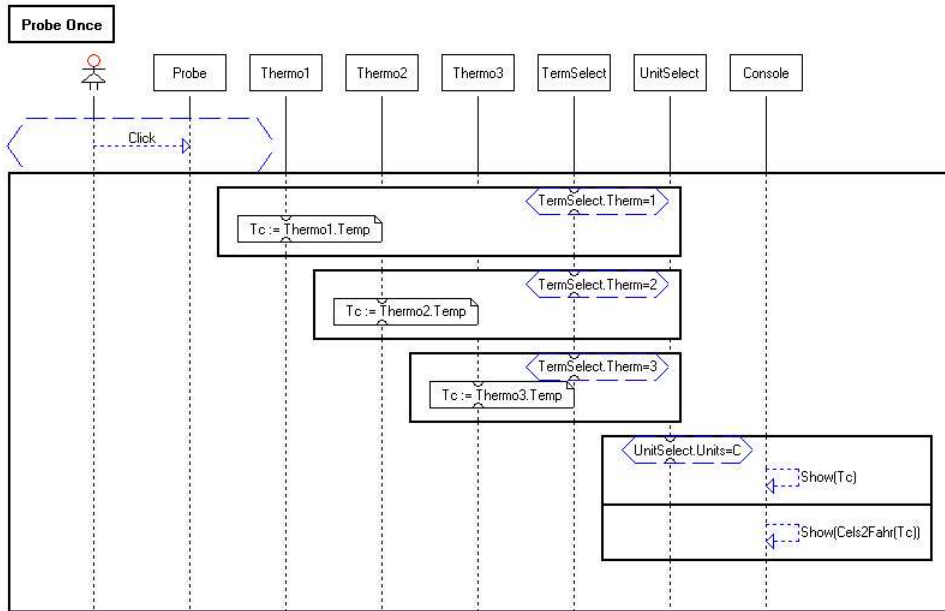 Probe Once
Probe
Thermo1
Thermo2
Thermo3
TermSelect
UnitSelect
Console
Click
TermSelect.Therm=1
Tc := Thermo1.Temp
TermSelect.Therm=2
Tc := Thermo2.Temp
TermSelect.Therm=3
Tc := Thermo3.Temp
UnitSelect.Units=C
Show(Tc)
Show(Cels2Fahr(Tc))